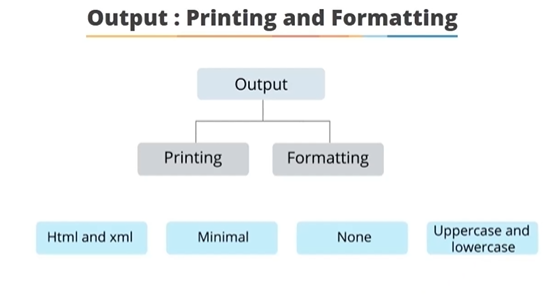 Output : Printing and Formatting
Output
Printing
Formatting
Html and xml
Minimal
None
Uppercase and
lowercase